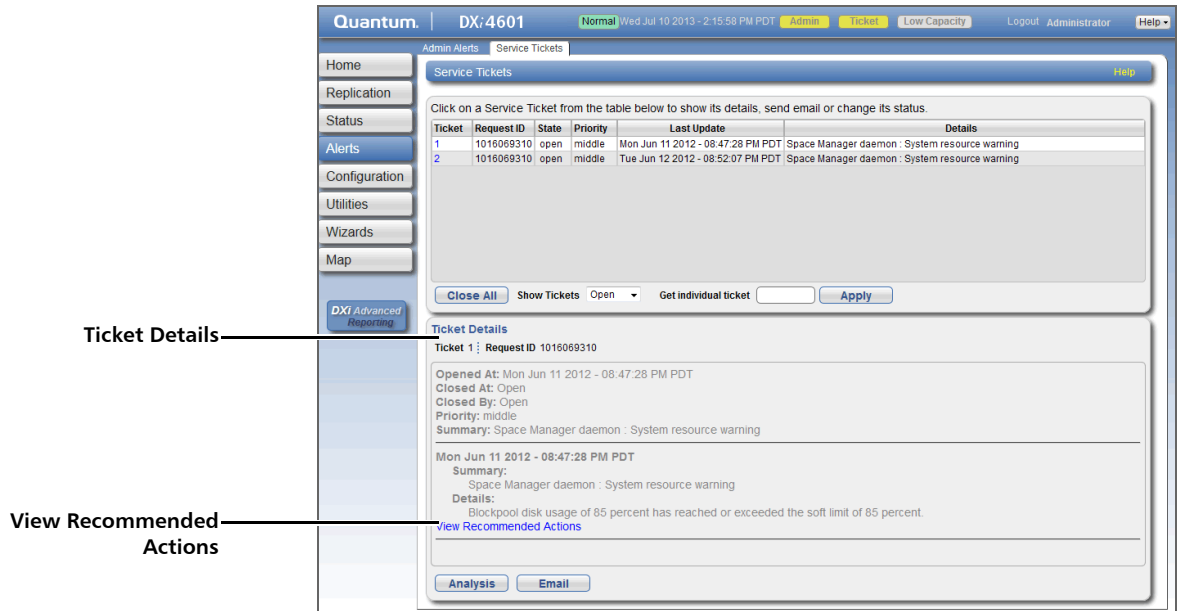 Quantum. DXi4601 Normal Wed Jul 10 2013 - 2:15:58 PM PDT Admin Ticket Low Capacity Logout Administrator Help
Admin Alerts Service Tickets
Home
Replication
Status
Alerts
Configuration
Utilities
Wizards
Map
DXi Advanced
Reporting
Service Tickets Help
Click on a Service Ticket from the table below to show its details, send email or change its status.
Ticket Request ID State Priority Last Update Details
1 1016069310 open middle Mon Jun 11 2012 - 08:47:28 PM PDT Space Manager daemon : System resource warning
2 1016069310 open middle Tue Jun 12 2012 - 08:52:07 PM PDT Space Manager daemon : System resource warning
Close All Show Tickets Open Get individual ticket Apply
Ticket Details
Ticket Details
Ticket 1 Request ID 1016069310
Opened At: Mon Jun 11 2012 - 08:47:28 PM PDT
Closed At: Open
Closed By: Open
Priority: middle
Summary: Space Manager daemon : System resource warning
Mon Jun 11 2012 - 08:47:28 PM PDT
Summary:
Space Manager daemon : System resource warning
Details:
Blockpool disk usage of 85 percent has reached or exceeded the soft limit of 85 percent.
View Recommended Actions
View Recommended
Actions
Analysis Email